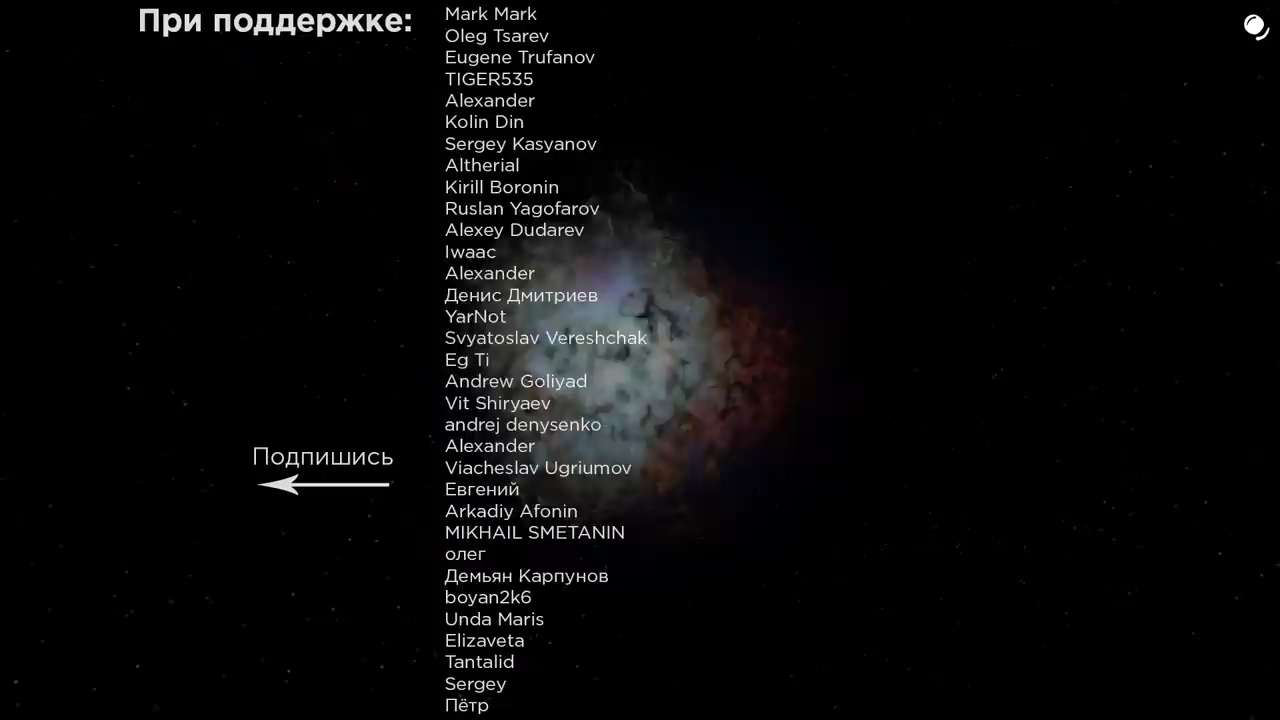 При поддержке:
Mark Mark
Oleg Tsarev
Eugene Trufanov
TIGER535
Alexander
Kolin Din
Sergey Kasyanov
Altherial
Kirill Boronin
Ruslan Yagofarov
Alexey Dudarev
Iwaac
Alexander
Денис Дмитриев
YarNot
Svyatoslav Vereshchak
Eg Ti
Andrew Goliyad
Vit Shiryaev
andrej denysenko
Alexander
Viacheslav Ugriumov
Евгений
Arkadiy Afonin
MIKHAIL SMETANIN
олег
Демьян Карпунов
boyan2k6
Unda Maris
Elizaveta
Tantalid
Sergey
Пётр
Подпишись